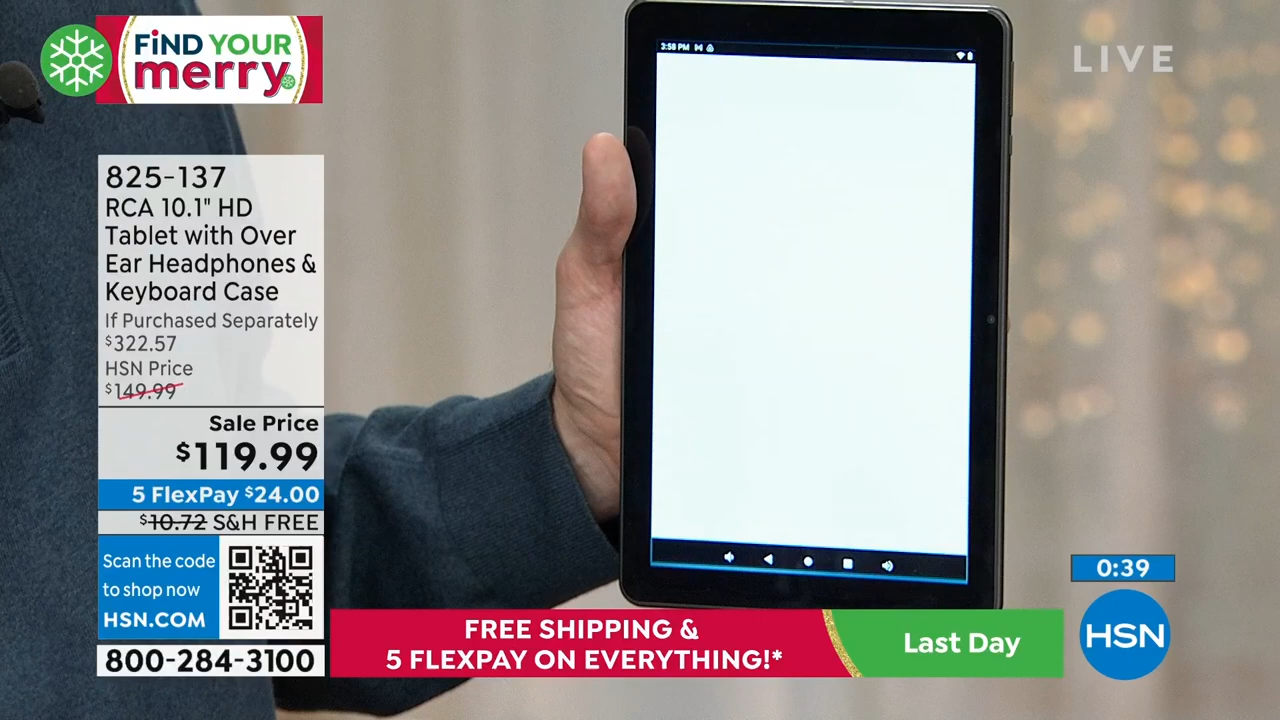 FiND YOUR
merry
LIVE
3:58 PM
825-137
RCA 10.1" HD
Tablet with Over
Ear Headphones &
Keyboard Case
If Purchased Separately
$322.57
HSN Price
$149.99
Sale Price
$119.99
5 FlexPay $24.00
$10.72 S&H FREE
Scan the code
to shop now
HSN.COM
800-284-3100
FREE SHIPPING &
5 FLEXPAY ON EVERYTHING!*
Last Day
0:39
HSN